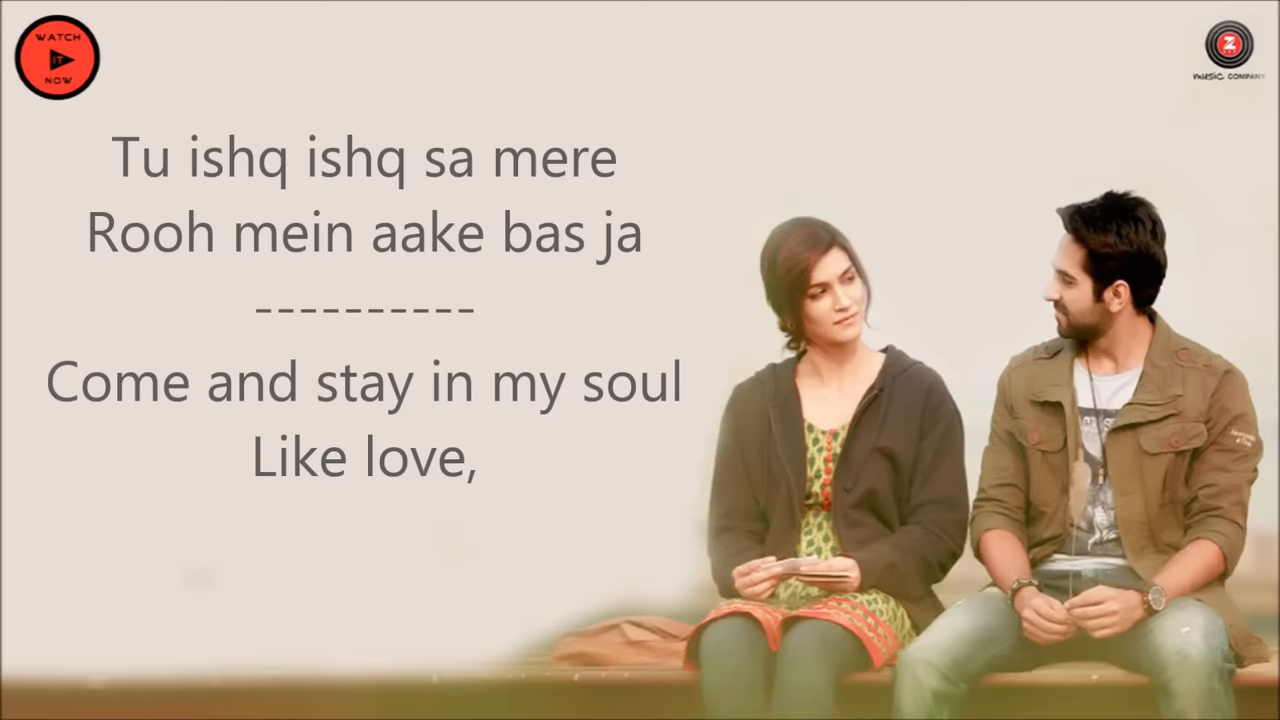 WATCH
IT
NOW
Z
music COMPANY
Tu ishq ishq sa mere
Rooh mein aake bas ja
----------
Come and stay in my soul
Like love,